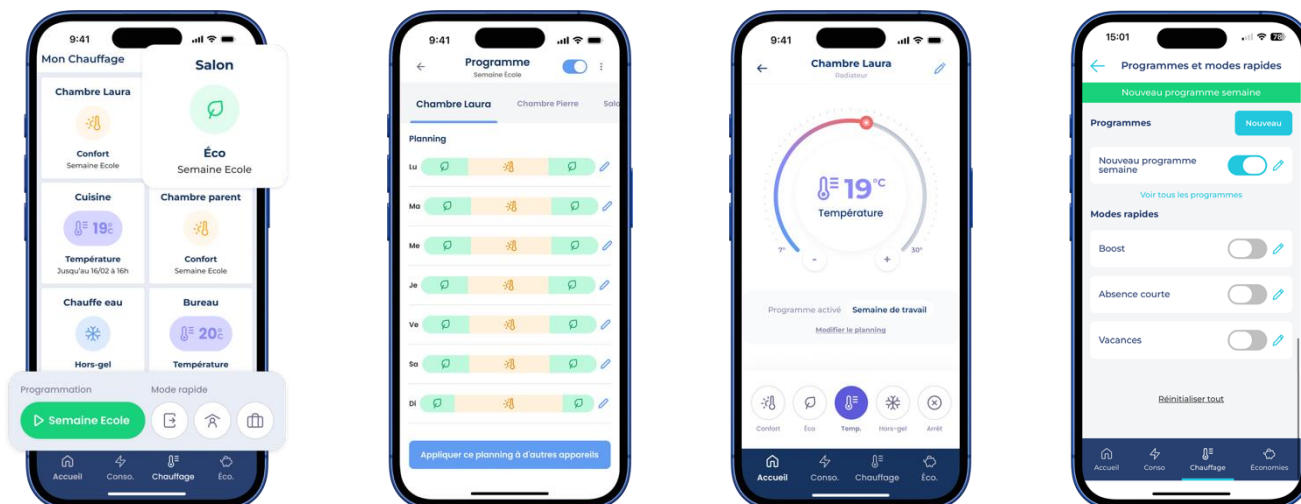 9:41
Mon Chauffage
Salon
Éco
Semaine Ecole
Chambre Laura
Confort
Semaine Ecole
Cuisine
19°C
Température
Jusqu'au 16/02 à 16h
Chambre parent
Confort
Semaine Ecole
Chauffe eau
Hors-gel
Bureau
20°C
Température
Programmation
Mode rapide
Semaine Ecole
Accueil
Conso.
Chauffage
Éco.
9:41
Programme
Semaine École
Chambre Laura
Chambre Pierre
Salo
Planning
Lu
Ma
Me
Je
Ve
Sa
Di
Appliquer ce planning à d'autres appareils
9:41
Chambre Laura
Radiateur
19°C
Température
7°
30°
-
+
Programme activé
Semaine de travail
Modifier le planning
Confort
Éco
Temp.
Hors-gel
Arrêt
Accueil
Conso.
Chauffage
Éco.
15:01
78
Programmes et modes rapides
Nouveau programme semaine
Programmes
Nouveau
Nouveau programme
semaine
Voir tous les programmes
Modes rapides
Boost
Absence courte
Vacances
Réinitialiser tout
Accueil
Conso
Chauffage
Économies